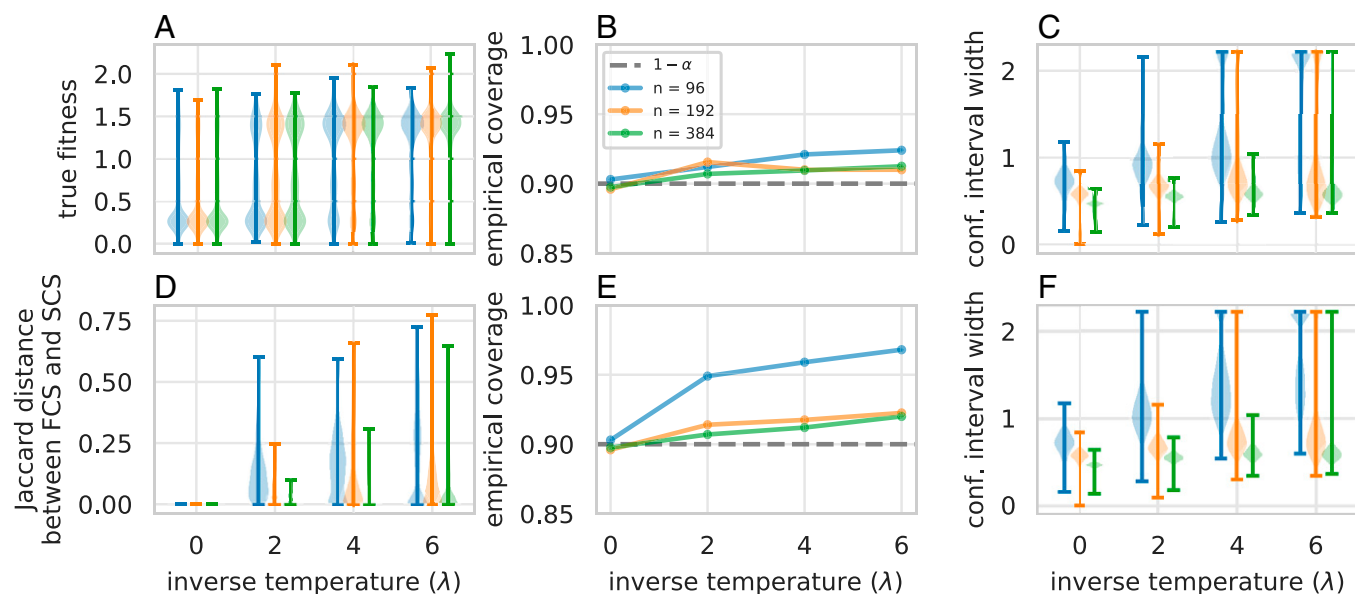 A
true fitness
2.0
1.5
1.0
0.5
0.0
B
empirical coverage
1.00
0.95
0.90
0.85
1 − α
n = 96
n = 192
n = 384
C
conf. interval width
2
1
0
D
Jaccard distance
between FCS and SCS
0.75
0.50
0.25
0.00
0 2 4 6
inverse temperature (λ)
E
empirical coverage
1.00
0.95
0.90
0.85
0 2 4 6
inverse temperature (λ)
F
conf. interval width
2
1
0
0 2 4 6
inverse temperature (λ)